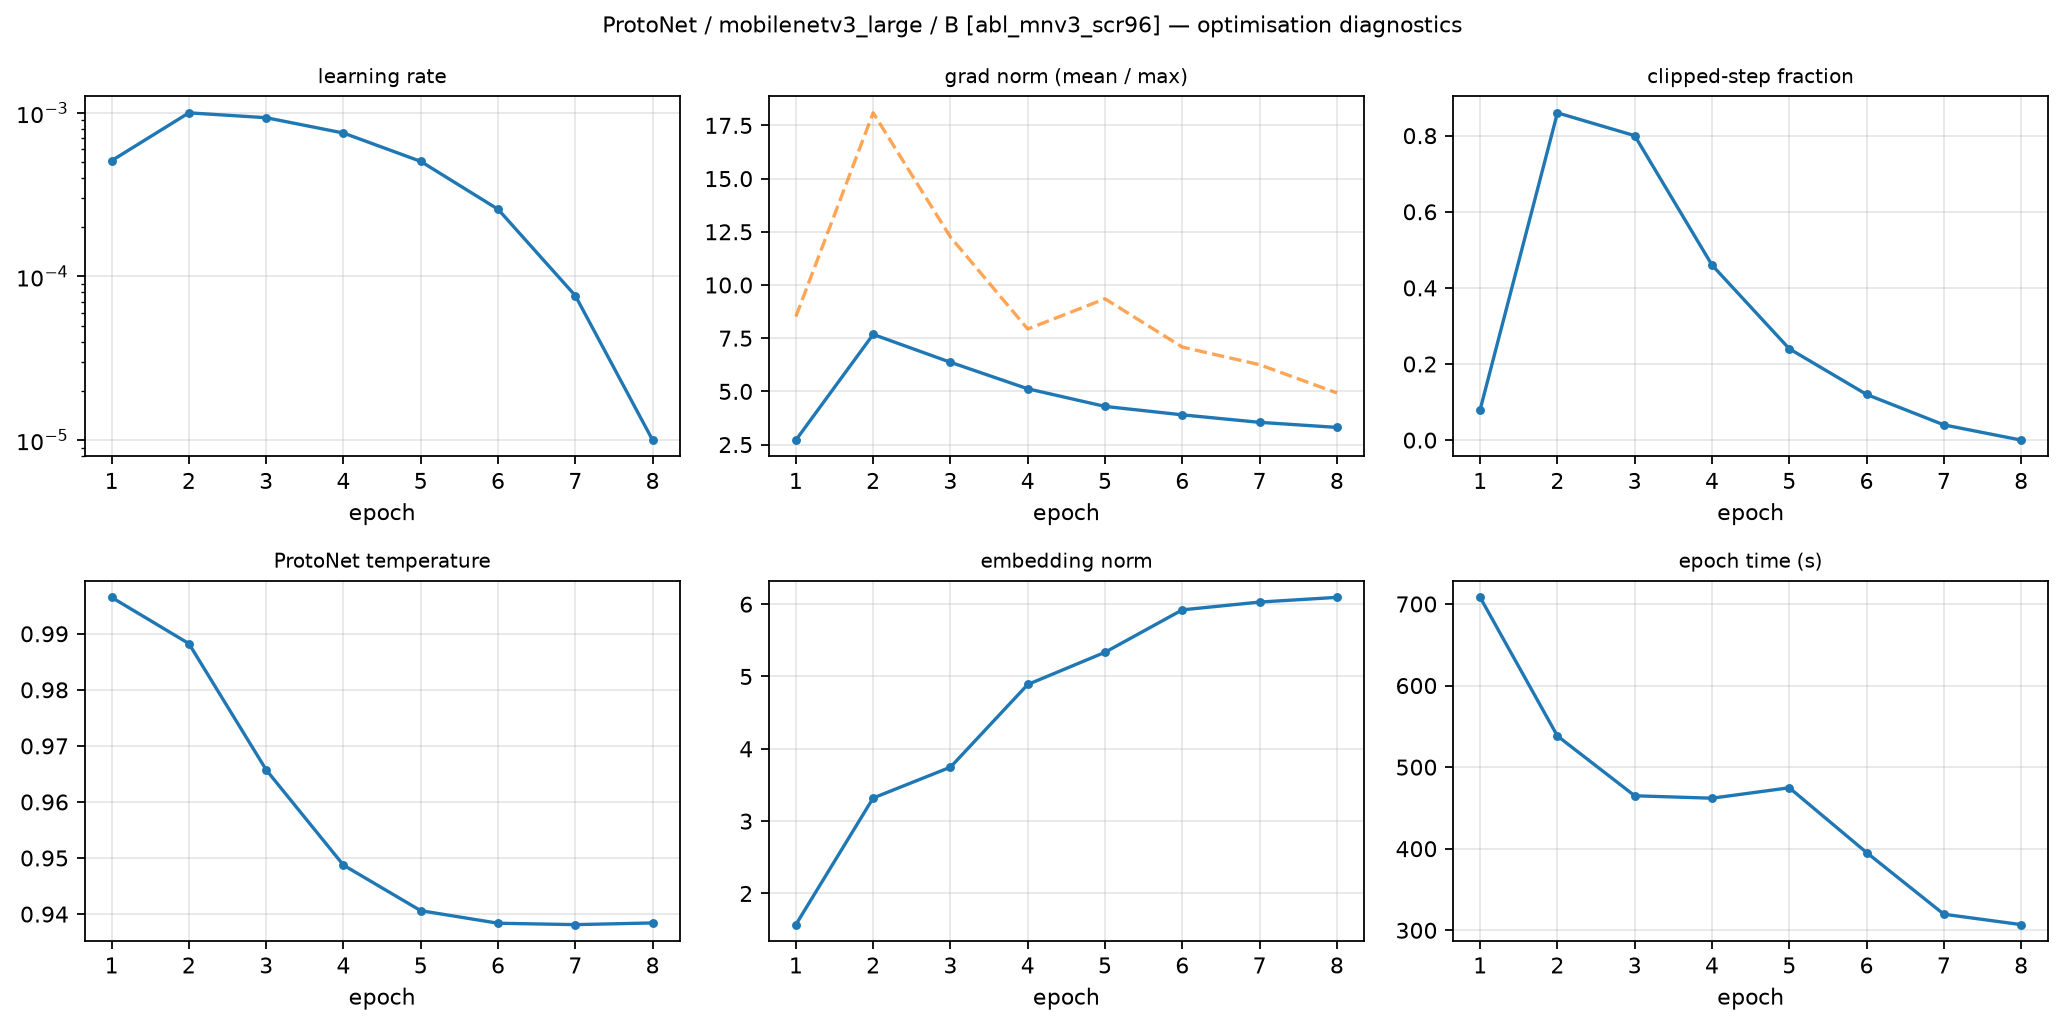 ProtoNet / mobilenetv3_large / B [abl_mnv3_scr96] — optimisation diagnostics
learning rate
10⁻³
10⁻⁴
10⁻⁵
1 2 3 4 5 6 7 8
epoch
grad norm (mean / max)
17.5
15.0
12.5
10.0
7.5
5.0
2.5
1 2 3 4 5 6 7 8
epoch
clipped-step fraction
0.8
0.6
0.4
0.2
0.0
1 2 3 4 5 6 7 8
epoch
ProtoNet temperature
0.99
0.98
0.97
0.96
0.95
0.94
1 2 3 4 5 6 7 8
epoch
embedding norm
6
5
4
3
2
1 2 3 4 5 6 7 8
epoch
epoch time (s)
700
600
500
400
300
1 2 3 4 5 6 7 8
epoch